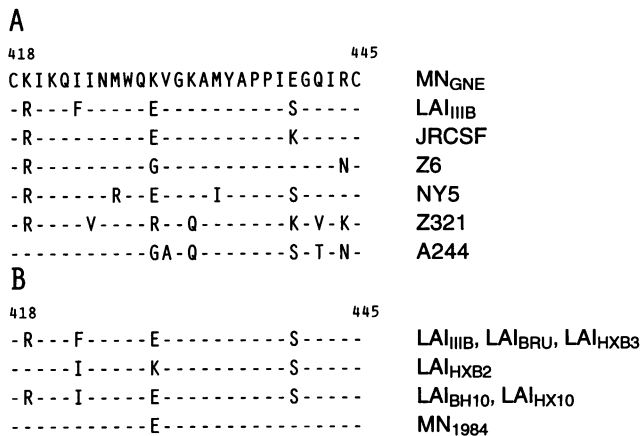 A
418 445
CKIKQIINMWQKVGKAMYAPPIEGQIRC MNGNE
-R---F-----E----------S----- LAIIIIB
-R---------E----------K----- JRCSF
-R---------G--------------N- Z6
-R------R--E----I-----S----- NY5
-R----V----R--Q-------K-V-K- Z321
-----------GA-Q-------S-T-N- A244
B
418 445
-R---F-----E----------S----- LAIIIIB, LAIBRU, LAIHXB3
-----I-----K---------------- LAIHXB2
-R---I-----E----------S----- LAIBH10, LAIHX10
-----------E---------------- MN1984